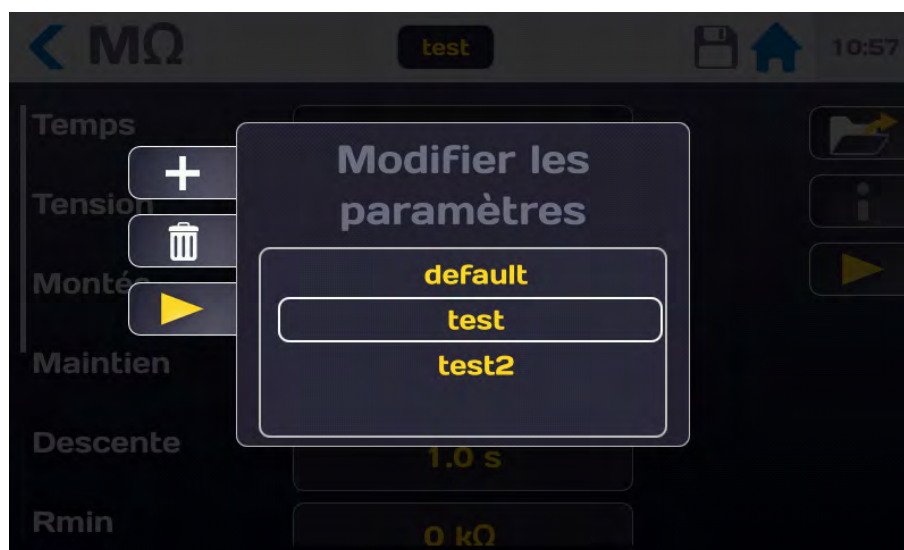 MΩ
test
10:57
Temps
Tension
Montée
Maintien
Descente
1.0 s
Rmin
0 kΩ
Modifier les
paramètres
default
test
test2